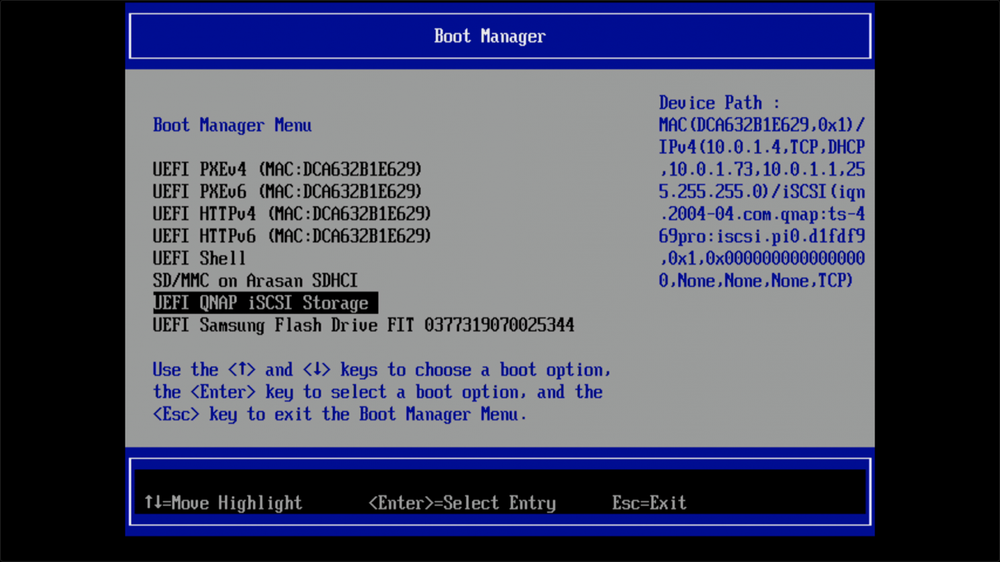 Boot Manager
Boot Manager Menu
UEFI PXEv4 (MAC:DCA632B1E629)
UEFI PXEv6 (MAC:DCA632B1E629)
UEFI HTTPv4 (MAC:DCA632B1E629)
UEFI HTTPv6 (MAC:DCA632B1E629)
UEFI Shell
SD/MMC on Arasan SDHCI
UEFI QNAP iSCSI Storage
UEFI Samsung Flash Drive FIT 0377319070025344
Use the <↑> and <↓> keys to choose a boot option,
the <Enter> key to select a boot option, and the
<Esc> key to exit the Boot Manager Menu.
Device Path :
MAC(DCA632B1E629,0x1)/
IPv4(10.0.1.4,TCP,DHCP
,10.0.1.73,10.0.1.1,25
5.255.255.0)/iSCSI(iqn
.2004-04.com.qnap:ts-4
69pro:iscsi.pi0.d1fdf9
,0x1,0x000000000000000
0,None,None,None,TCP)
↑↓=Move Highlight <Enter>=Select Entry Esc=Exit